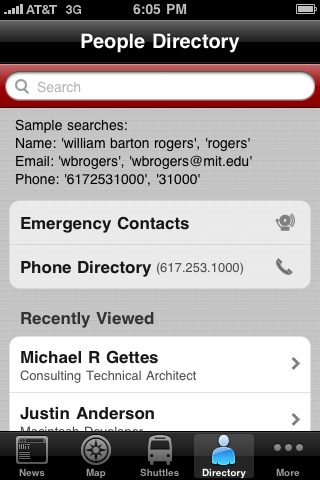 AT&T 3G 6:05 PM
People Directory
Search
Sample searches:
Name: 'william barton rogers', 'rogers'
Email: 'wbrogers', 'wbrogers@mit.edu'
Phone: '6172531000', '31000'
Emergency Contacts
Phone Directory (617.253.1000)
Recently Viewed
Michael R Gettes
Consulting Technical Architect
Justin Anderson
Macintosh Developer
News Map Shuttles Directory More